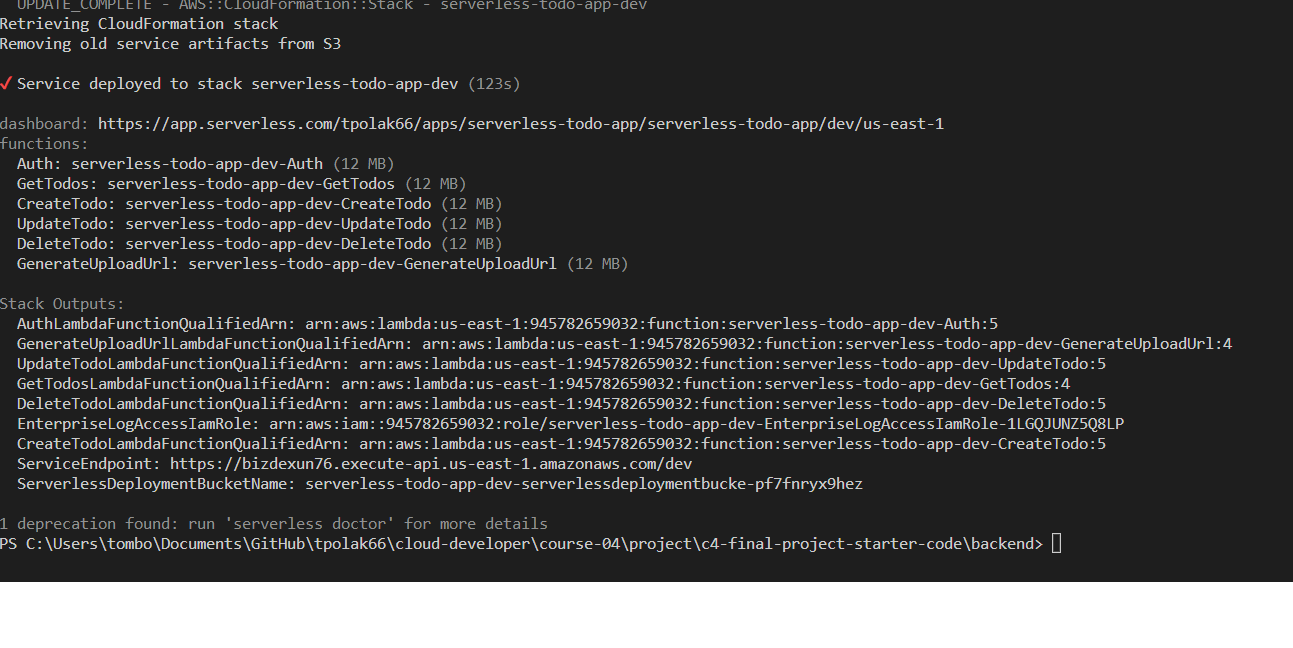 UPDATE_COMPLETE - AWS::CloudFormation::Stack - serverless-todo-app-dev
Retrieving CloudFormation stack
Removing old service artifacts from S3
✓ Service deployed to stack serverless-todo-app-dev (123s)
dashboard: https://app.serverless.com/tpolak66/apps/serverless-todo-app/serverless-todo-app/dev/us-east-1
functions:
Auth: serverless-todo-app-dev-Auth (12 MB)
GetTodos: serverless-todo-app-dev-GetTodos (12 MB)
CreateTodo: serverless-todo-app-dev-CreateTodo (12 MB)
UpdateTodo: serverless-todo-app-dev-UpdateTodo (12 MB)
DeleteTodo: serverless-todo-app-dev-DeleteTodo (12 MB)
GenerateUploadUrl: serverless-todo-app-dev-GenerateUploadUrl (12 MB)
Stack Outputs:
AuthLambdaFunctionQualifiedArn: arn:aws:lambda:us-east-1:945782659032:function:serverless-todo-app-dev-Auth:5
GenerateUploadUrlLambdaFunctionQualifiedArn: arn:aws:lambda:us-east-1:945782659032:function:serverless-todo-app-dev-GenerateUploadUrl:4
UpdateTodoLambdaFunctionQualifiedArn: arn:aws:lambda:us-east-1:945782659032:function:serverless-todo-app-dev-UpdateTodo:5
GetTodosLambdaFunctionQualifiedArn: arn:aws:lambda:us-east-1:945782659032:function:serverless-todo-app-dev-GetTodos:4
DeleteTodoLambdaFunctionQualifiedArn: arn:aws:lambda:us-east-1:945782659032:function:serverless-todo-app-dev-DeleteTodo:5
EnterpriseLogAccessIamRole: arn:aws:iam::945782659032:role/serverless-todo-app-dev-EnterpriseLogAccessIamRole-1LGQJUNZ5Q8LP
CreateTodoLambdaFunctionQualifiedArn: arn:aws:lambda:us-east-1:945782659032:function:serverless-todo-app-dev-CreateTodo:5
ServiceEndpoint: https://bizdexun76.execute-api.us-east-1.amazonaws.com/dev
ServerlessDeploymentBucketName: serverless-todo-app-dev-serverlessdeploymentbucke-pf7fnryx9hez
1 deprecation found: run 'serverless doctor' for more details
PS C:\Users\tombo\Documents\GitHub\tpolak66\cloud-developer\course-04\project\c4-final-project-starter-code\backend>